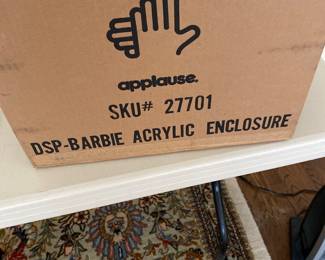 applause.
SKU# 27701
DSP-BARBIE ACRYLIC ENCLOSURE